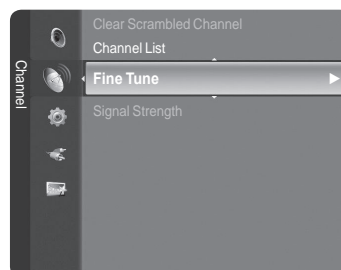 Channel
Clear Scrambled Channel
Channel List
Fine Tune
Signal Strength